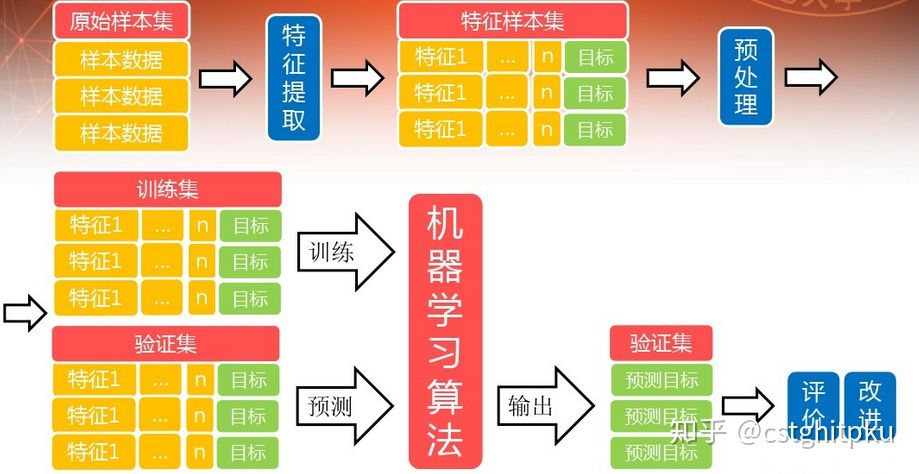 原始样本集
样本数据
样本数据
样本数据
特征提取
特征样本集
特征1 ... n 目标
特征1 ... n 目标
特征1 ... n 目标
预处理
训练集
特征1 ... n 目标
特征1 ... n 目标
特征1 ... n 目标
训练
验证集
特征1 ... n 目标
特征1 ... n 目标
特征1 ... n 目标
预测
机器学习算法
输出
验证集
预测目标
预测目标
预测目标
评价
改进
知乎 @cstghitpku